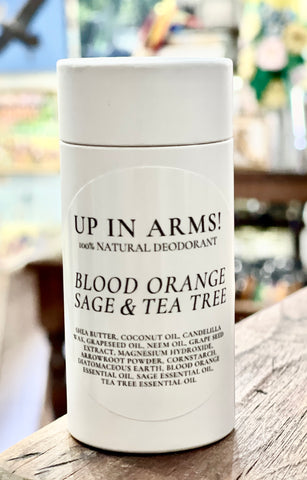 UP IN ARMS!
100% NATURAL DEODORANT
BLOOD ORANGE
SAGE & TEA TREE
SHEA BUTTER, COCONUT OIL, CANDELILLA
WAX, GRAPESEED OIL, NEEM OIL, GRAPE SEED
EXTRACT, MAGNESIUM HYDROXIDE,
ARROWROOT POWDER, CORNSTARCH,
DIATOMACEOUS EARTH, BLOOD ORANGE
ESSENTIAL OIL, SAGE ESSENTIAL OIL,
TEA TREE ESSENTIAL OIL